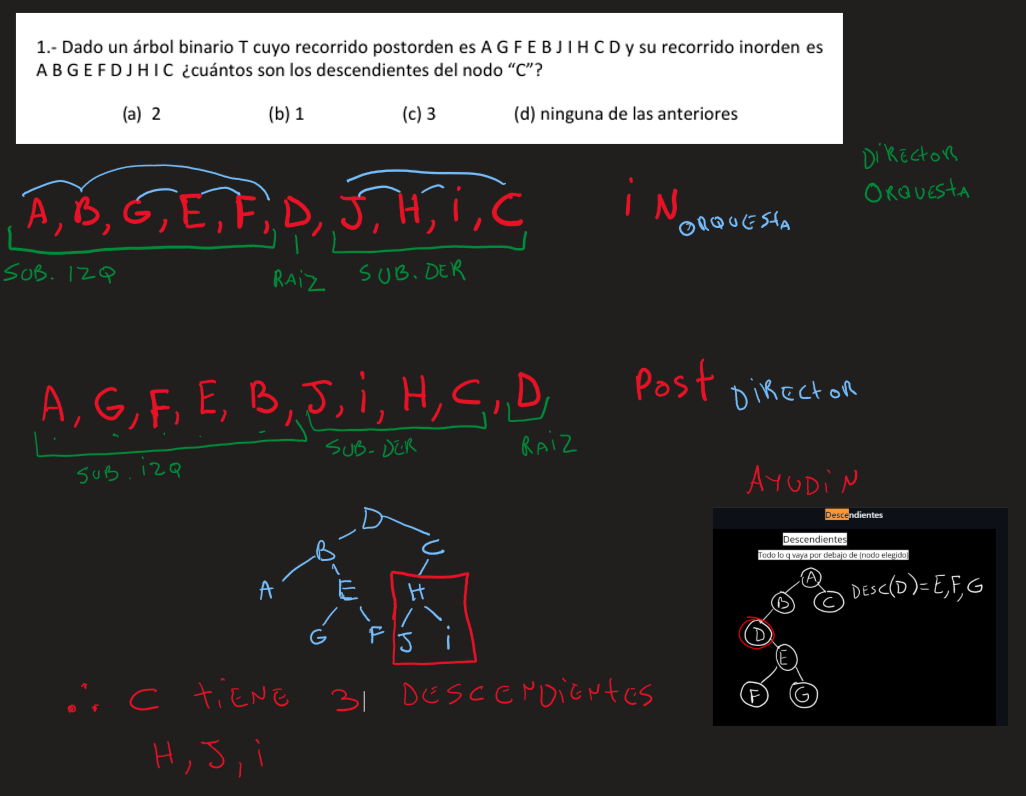 1.- Dado un árbol binario T cuyo recorrido postorden es A G F E B J I H C D y su recorrido inorden es
A B G E F D J H I C ¿cuántos son los descendientes del nodo “C”?
(a) 2 (b) 1 (c) 3 (d) ninguna de las anteriores
DiRECtOR
ORQUEStA
A, B, G, E, F, D, J, H, i, C
iN ORQUEStA
SUB. IZQ
RAiZ
SUB. DER
A, G, F, E, B, J, i, H, C, D
Post DiRECtOR
SUB. iZQ
SUB-DER
RAiZ
AYUDiN
Descendientes
Descendientes
Todo lo q vaya por debajo de (nodo elegido)
A
B C
DESC(D)=E,F,G
D
E
F G
D
B C
A E H
G F J i
∴ C tiENE 3 DESCENDiENtES
H, J, i